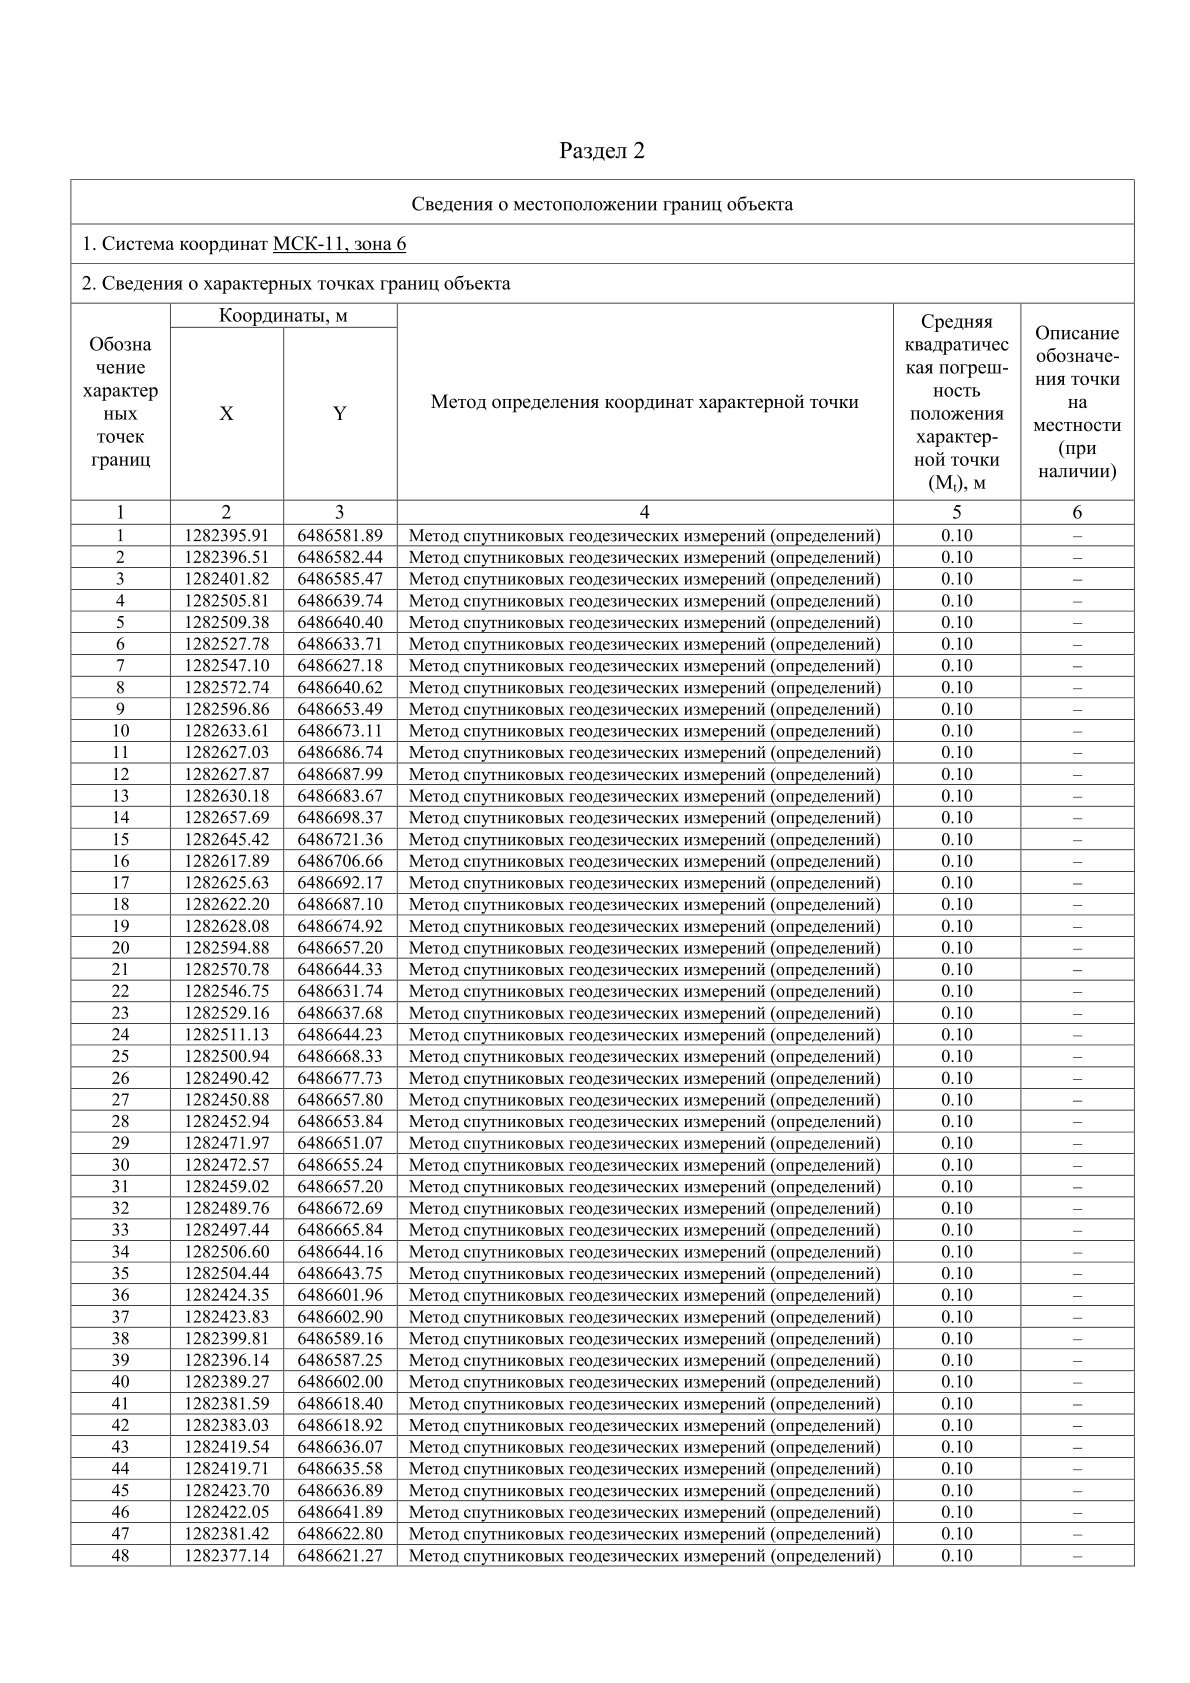 Раздел 2
Сведения о местоположении границ объекта
1. Система координат МСК-11, зона 6
2. Сведения о характерных точках границ объекта
Обозна
чение
характер
ных
точек
границ
Координаты, м
X
Y
Метод определения координат характерной точки
Средняя
квадратичес
кая погреш-
ность
положения
характер-
ной точки
(Mt), м
Описание
обозначе-
ния точки
на
местности
(при
наличии)
1 2 3 4 5 6
1 1282395.91 6486581.89 Метод спутниковых геодезических измерений (определений) 0.10 –
2 1282396.51 6486582.44 Метод спутниковых геодезических измерений (определений) 0.10 –
3 1282401.82 6486585.47 Метод спутниковых геодезических измерений (определений) 0.10 –
4 1282505.81 6486639.74 Метод спутниковых геодезических измерений (определений) 0.10 –
5 1282509.38 6486640.40 Метод спутниковых геодезических измерений (определений) 0.10 –
6 1282527.78 6486633.71 Метод спутниковых геодезических измерений (определений) 0.10 –
7 1282547.10 6486627.18 Метод спутниковых геодезических измерений (определений) 0.10 –
8 1282572.74 6486640.62 Метод спутниковых геодезических измерений (определений) 0.10 –
9 1282596.86 6486653.49 Метод спутниковых геодезических измерений (определений) 0.10 –
10 1282633.61 6486673.11 Метод спутниковых геодезических измерений (определений) 0.10 –
11 1282627.03 6486686.74 Метод спутниковых геодезических измерений (определений) 0.10 –
12 1282627.87 6486687.99 Метод спутниковых геодезических измерений (определений) 0.10 –
13 1282630.18 6486683.67 Метод спутниковых геодезических измерений (определений) 0.10 –
14 1282657.69 6486698.37 Метод спутниковых геодезических измерений (определений) 0.10 –
15 1282645.42 6486721.36 Метод спутниковых геодезических измерений (определений) 0.10 –
16 1282617.89 6486706.66 Метод спутниковых геодезических измерений (определений) 0.10 –
17 1282625.63 6486692.17 Метод спутниковых геодезических измерений (определений) 0.10 –
18 1282622.20 6486687.10 Метод спутниковых геодезических измерений (определений) 0.10 –
19 1282628.08 6486674.92 Метод спутниковых геодезических измерений (определений) 0.10 –
20 1282594.88 6486657.20 Метод спутниковых геодезических измерений (определений) 0.10 –
21 1282570.78 6486644.33 Метод спутниковых геодезических измерений (определений) 0.10 –
22 1282546.75 6486631.74 Метод спутниковых геодезических измерений (определений) 0.10 –
23 1282529.16 6486637.68 Метод спутниковых геодезических измерений (определений) 0.10 –
24 1282511.13 6486644.23 Метод спутниковых геодезических измерений (определений) 0.10 –
25 1282500.94 6486668.33 Метод спутниковых геодезических измерений (определений) 0.10 –
26 1282490.42 6486677.73 Метод спутниковых геодезических измерений (определений) 0.10 –
27 1282450.88 6486657.80 Метод спутниковых геодезических измерений (определений) 0.10 –
28 1282452.94 6486653.84 Метод спутниковых геодезических измерений (определений) 0.10 –
29 1282471.97 6486651.07 Метод спутниковых геодезических измерений (определений) 0.10 –
30 1282472.57 6486655.24 Метод спутниковых геодезических измерений (определений) 0.10 –
31 1282459.02 6486657.20 Метод спутниковых геодезических измерений (определений) 0.10 –
32 1282489.76 6486672.69 Метод спутниковых геодезических измерений (определений) 0.10 –
33 1282497.44 6486665.84 Метод спутниковых геодезических измерений (определений) 0.10 –
34 1282506.60 6486644.16 Метод спутниковых геодезических измерений (определений) 0.10 –
35 1282504.44 6486643.75 Метод спутниковых геодезических измерений (определений) 0.10 –
36 1282424.35 6486601.96 Метод спутниковых геодезических измерений (определений) 0.10 –
37 1282423.83 6486602.90 Метод спутниковых геодезических измерений (определений) 0.10 –
38 1282399.81 6486589.16 Метод спутниковых геодезических измерений (определений) 0.10 –
39 1282396.14 6486587.25 Метод спутниковых геодезических измерений (определений) 0.10 –
40 1282389.27 6486602.00 Метод спутниковых геодезических измерений (определений) 0.10 –
41 1282381.59 6486618.40 Метод спутниковых геодезических измерений (определений) 0.10 –
42 1282383.03 6486618.92 Метод спутниковых геодезических измерений (определений) 0.10 –
43 1282419.54 6486636.07 Метод спутниковых геодезических измерений (определений) 0.10 –
44 1282419.71 6486635.58 Метод спутниковых геодезических измерений (определений) 0.10 –
45 1282423.70 6486636.89 Метод спутниковых геодезических измерений (определений) 0.10 –
46 1282422.05 6486641.89 Метод спутниковых геодезических измерений (определений) 0.10 –
47 1282381.42 6486622.80 Метод спутниковых геодезических измерений (определений) 0.10 –
48 1282377.14 6486621.27 Метод спутниковых геодезических измерений (определений) 0.10 –